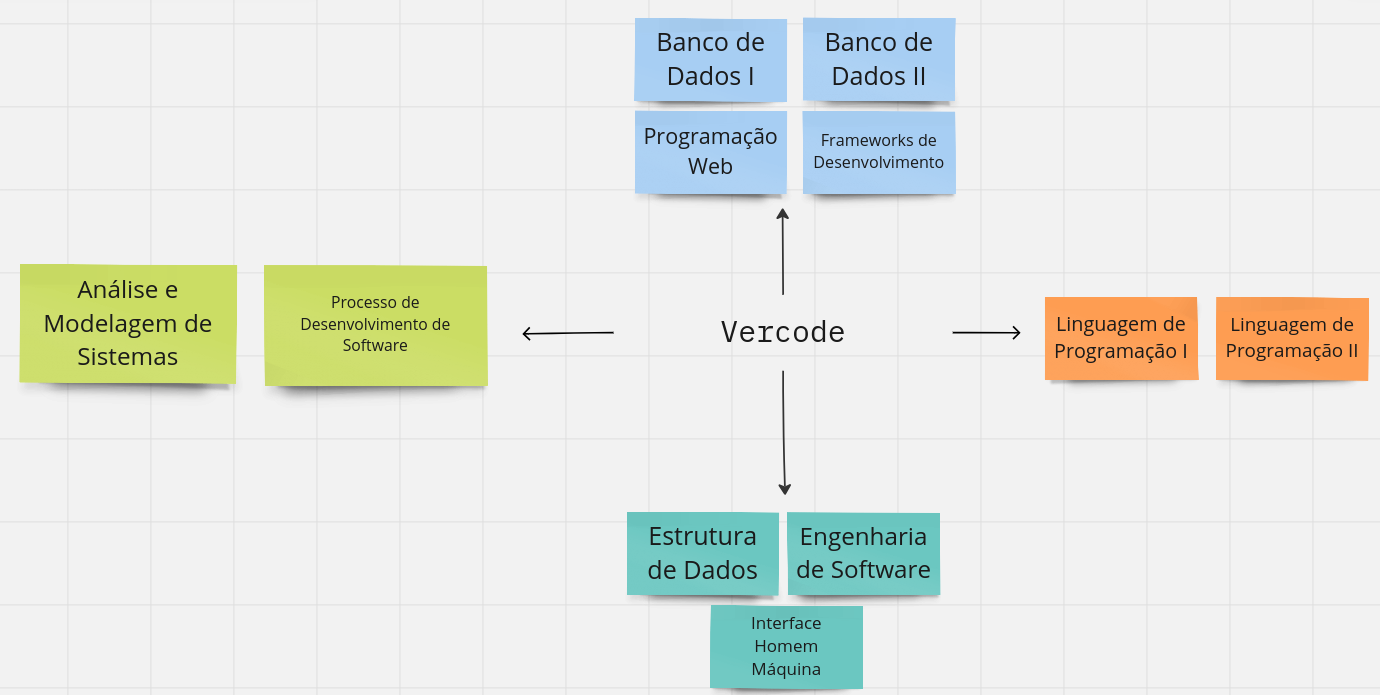 Banco de
Dados I
Banco de
Dados II
Programação
Web
Frameworks de
Desenvolvimento
Análise e
Modelagem de
Sistemas
Processo de
Desenvolvimento de
Software
Vercode
Linguagem de
Programação I
Linguagem de
Programação II
Estrutura
de Dados
Engenharia
de Software
Interface
Homem
Máquina